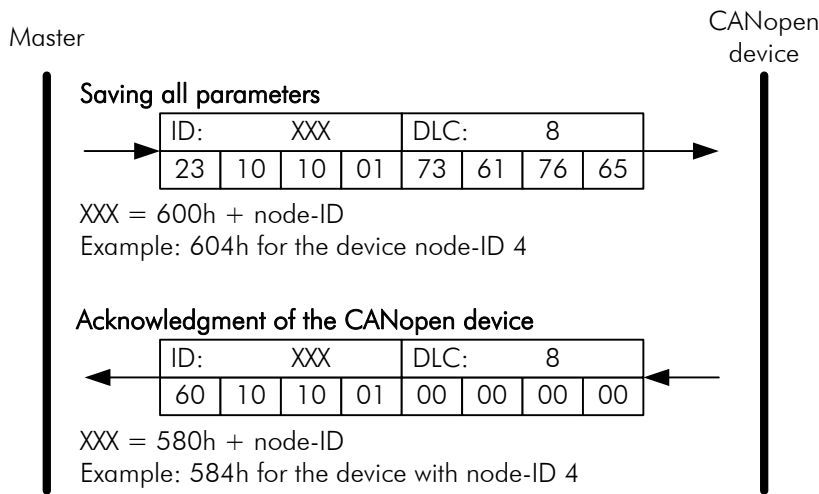 Master
CANopen
device
Saving all parameters
ID: XXX DLC: 8
23 10 10 01 73 61 76 65
XXX = 600h + node-ID
Example: 604h for the device node-ID 4
Acknowledgment of the CANopen device
ID: XXX DLC: 8
60 10 10 01 00 00 00 00
XXX = 580h + node-ID
Example: 584h for the device with node-ID 4